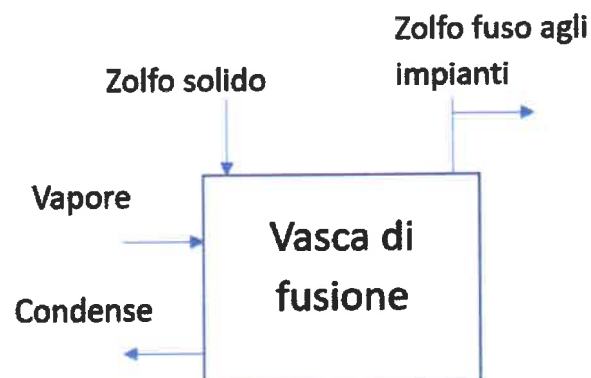 Zolfo fuso agli
impianti
Zolfo solido
Vapore
Vasca di
fusione
Condense